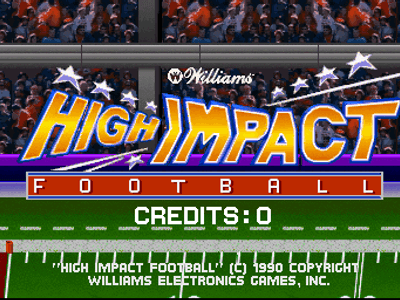 Williams
HIGH IMPACT
FOOTBALL
CREDITS: 0
"HIGH IMPACT FOOTBALL" (C) 1990 COPYRIGHT
WILLIAMS ELECTRONICS GAMES, INC.